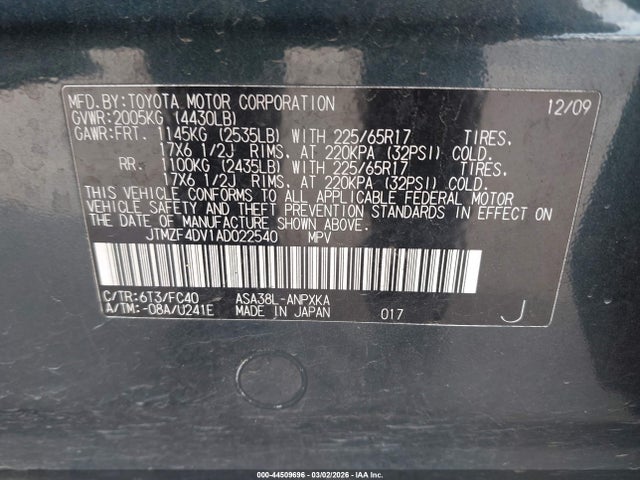 MFD.BY:TOYOTA MOTOR CORPORATION 12/09
GVWR:2005KG (4430LB)
GAWR:FRT. 1145KG (2535LB) WITH 225/65R17 TIRES,
17X6 1/2J RIMS, AT 220KPA (32PSI) COLD.
RR. 1100KG (2435LB) WITH 225/65R17 TIRES,
17X6 1/2J RIMS, AT 220KPA (32PSI) COLD.
THIS VEHICLE CONFORMS TO ALL APPLICABLE FEDERAL MOTOR
VEHICLE SAFETY AND THEFT PREVENTION STANDARDS IN EFFECT ON
THE DATE OF MANUFACTURE SHOWN ABOVE.
JTMZF4DV1AD022540 MPV
C/TR:6T3/FC40 ASA38L-ANPXKA
A/TM:-08A/U241E MADE IN JAPAN 017 J
000-44509696 - 03/02/2026 - IAA Inc.